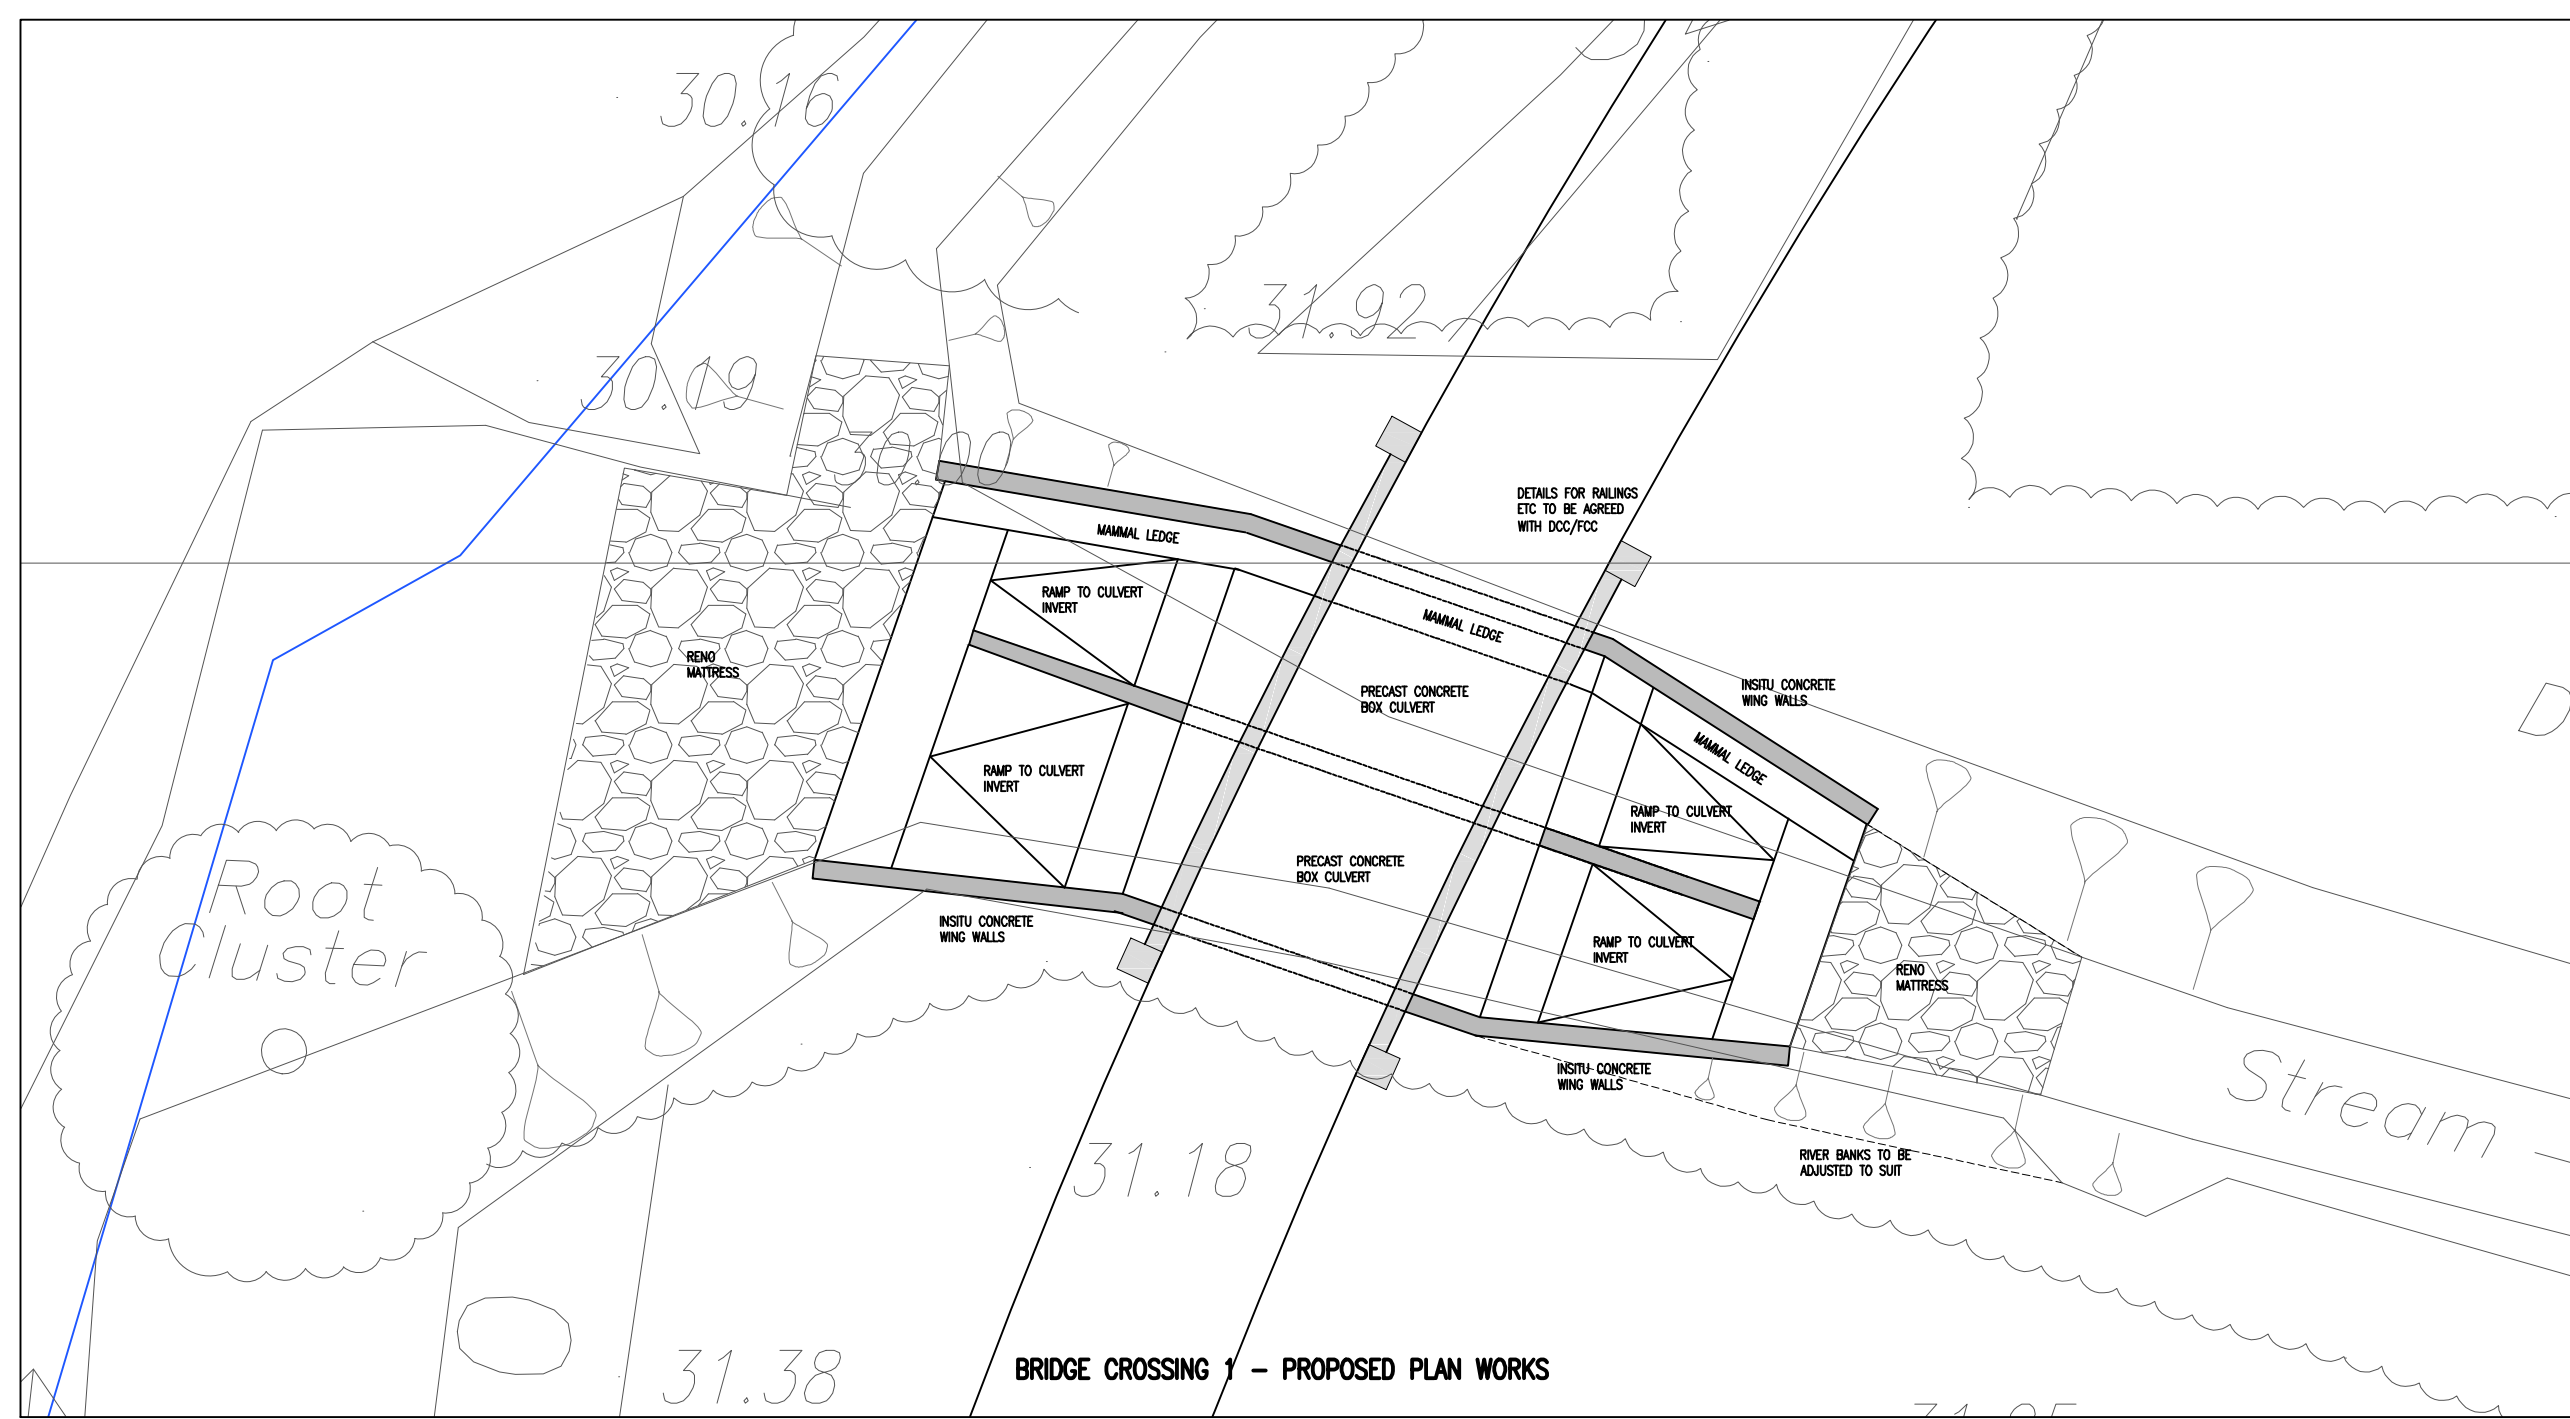 30.16
31.92
30.19
30.00
DETAILS FOR RAILINGS
ETC TO BE AGREED
WITH DCC/FCC
MAMMAL LEDGE
RAMP TO CULVERT
INVERT
MAMMAL LEDGE
RENO
MATTRESS
PRECAST CONCRETE
BOX CULVERT
INSITU CONCRETE
WING WALLS
MAMMAL LEDGE
RAMP TO CULVERT
INVERT
RAMP TO CULVERT
INVERT
PRECAST CONCRETE
BOX CULVERT
Root
Cluster
INSITU CONCRETE
WING WALLS
RAMP TO CULVERT
INVERT
RENO
MATTRESS
INSITU CONCRETE
WING WALLS
Stream
31.18
RIVER BANKS TO BE
ADJUSTED TO SUIT
31.38
BRIDGE CROSSING 1 - PROPOSED PLAN WORKS